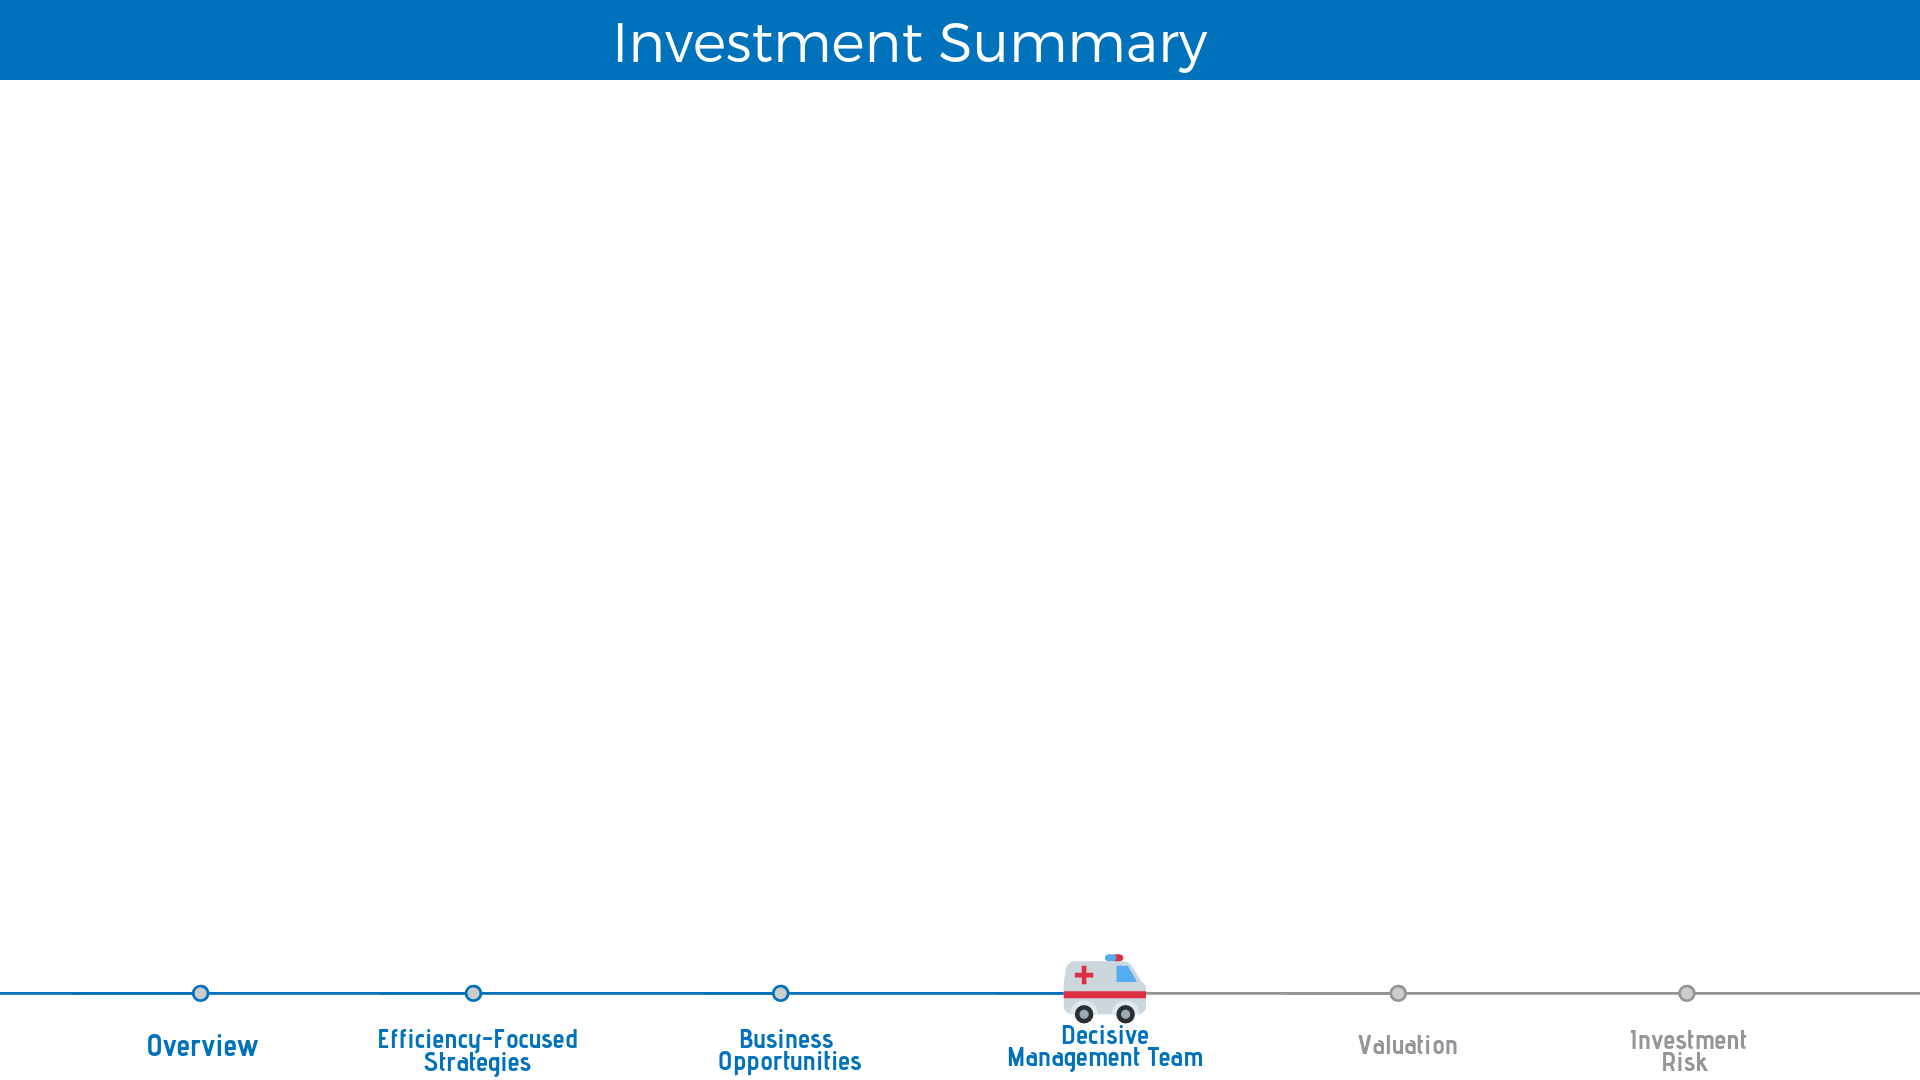 Investment Summary
Overview
Efficiency-Focused
Strategies
Business
Opportunities
Decisive
Management Team
Valuation
Investment
Risk